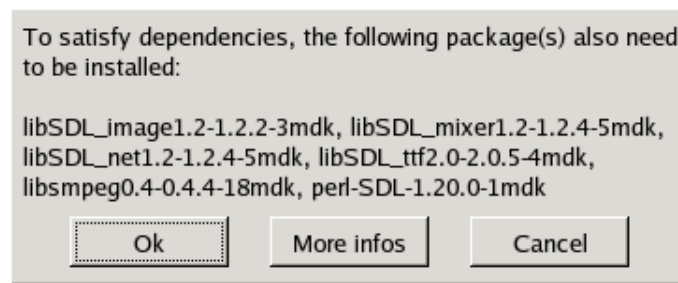 To satisfy dependencies, the following package(s) also need
to be installed:
libSDL_image1.2-1.2.2-3mdk, libSDL_mixer1.2-1.2.4-5mdk,
libSDL_net1.2-1.2.4-5mdk, libSDL_ttf2.0-2.0.5-4mdk,
libsmpeg0.4-0.4.4-18mdk, perl-SDL-1.20.0-1mdk
Ok More infos Cancel